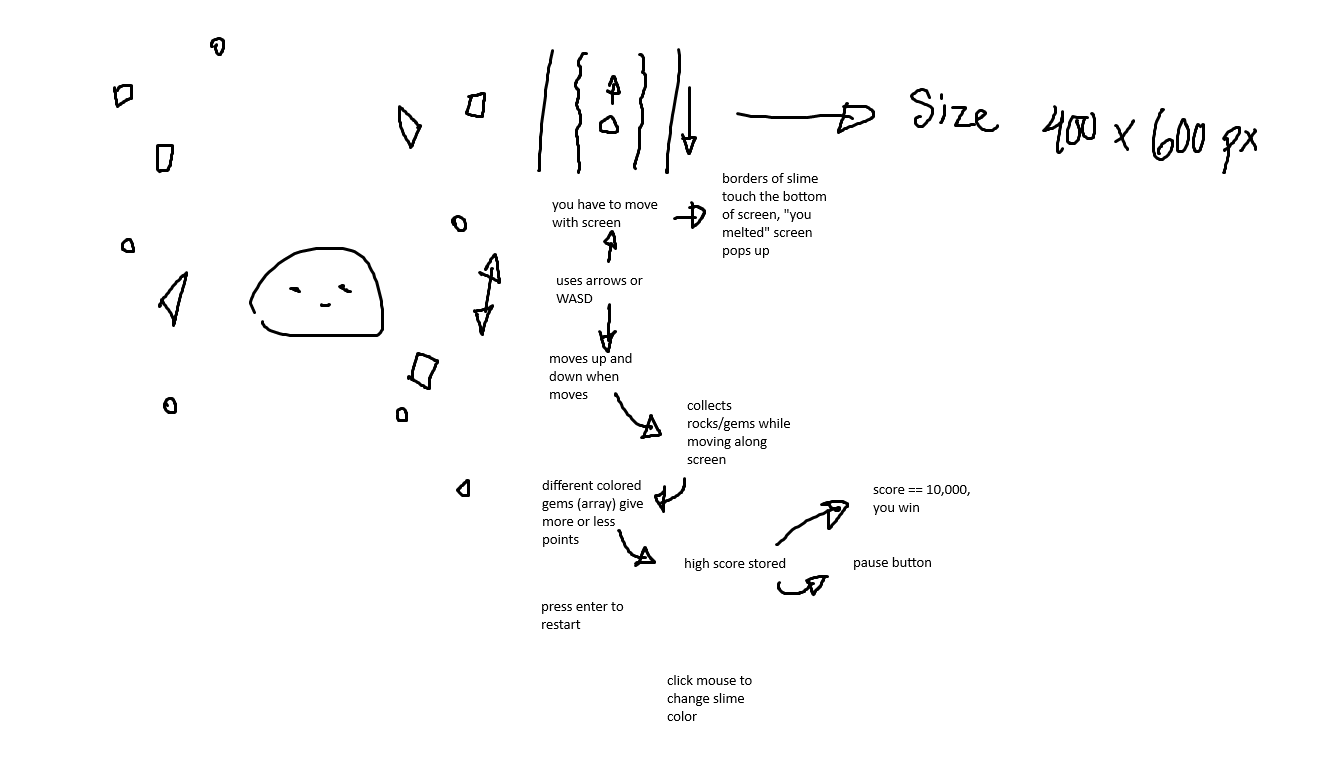 Size 400 x 600 px
borders of slime
touch the bottom
of screen, "you
melted" screen
pops up
you have to move
with screen
uses arrows or
WASD
moves up and
down when
moves
collects
rocks/gems while
moving along
screen
different colored
gems (array) give
more or less
points
score == 10,000,
you win
high score stored
pause button
press enter to
restart
click mouse to
change slime
color